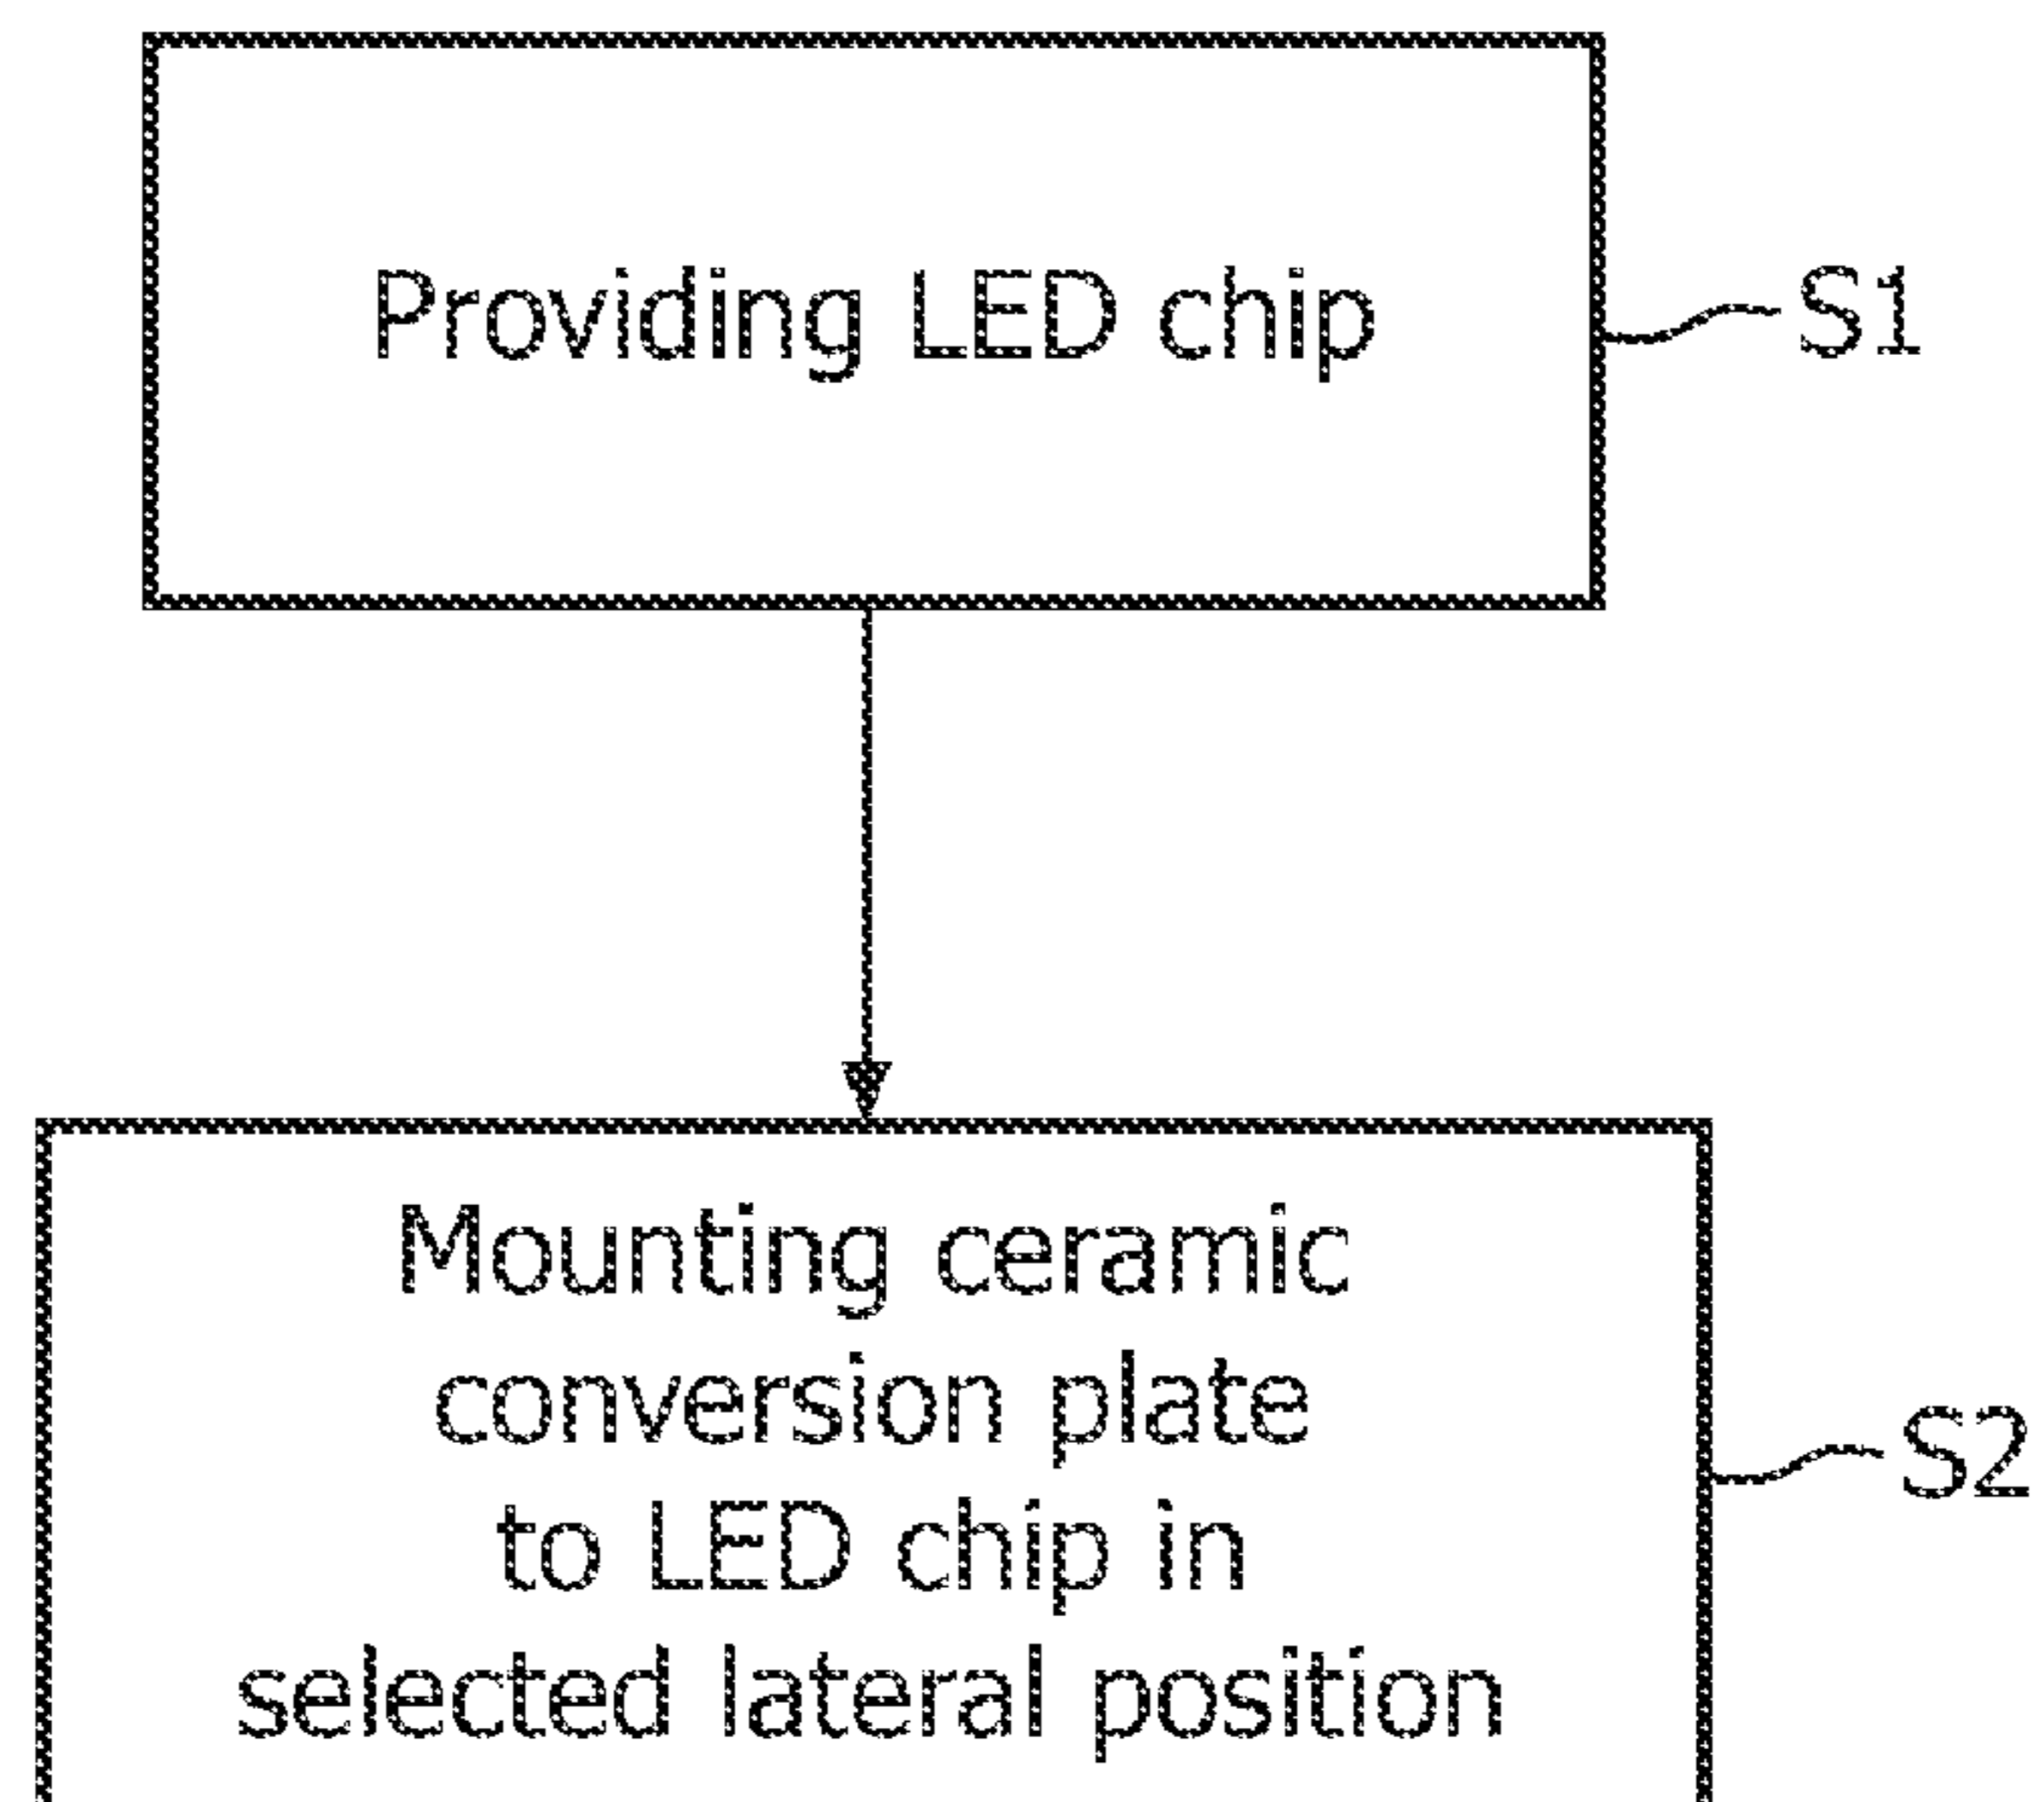 Providing LED chip
S1
Mounting ceramic
conversion plate
to LED chip in
selected lateral position
S2